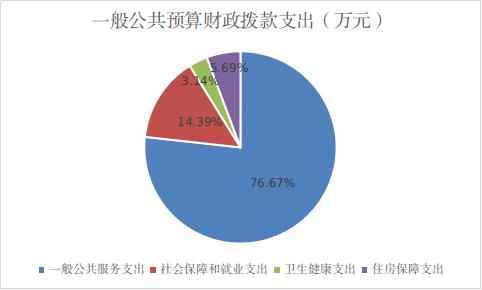 一般公共预算财政拨款支出（万元）
5.69%
3.14%
14.39%
76.67%
一般公共服务支出 社会保障和就业支出 卫生健康支出 住房保障支出